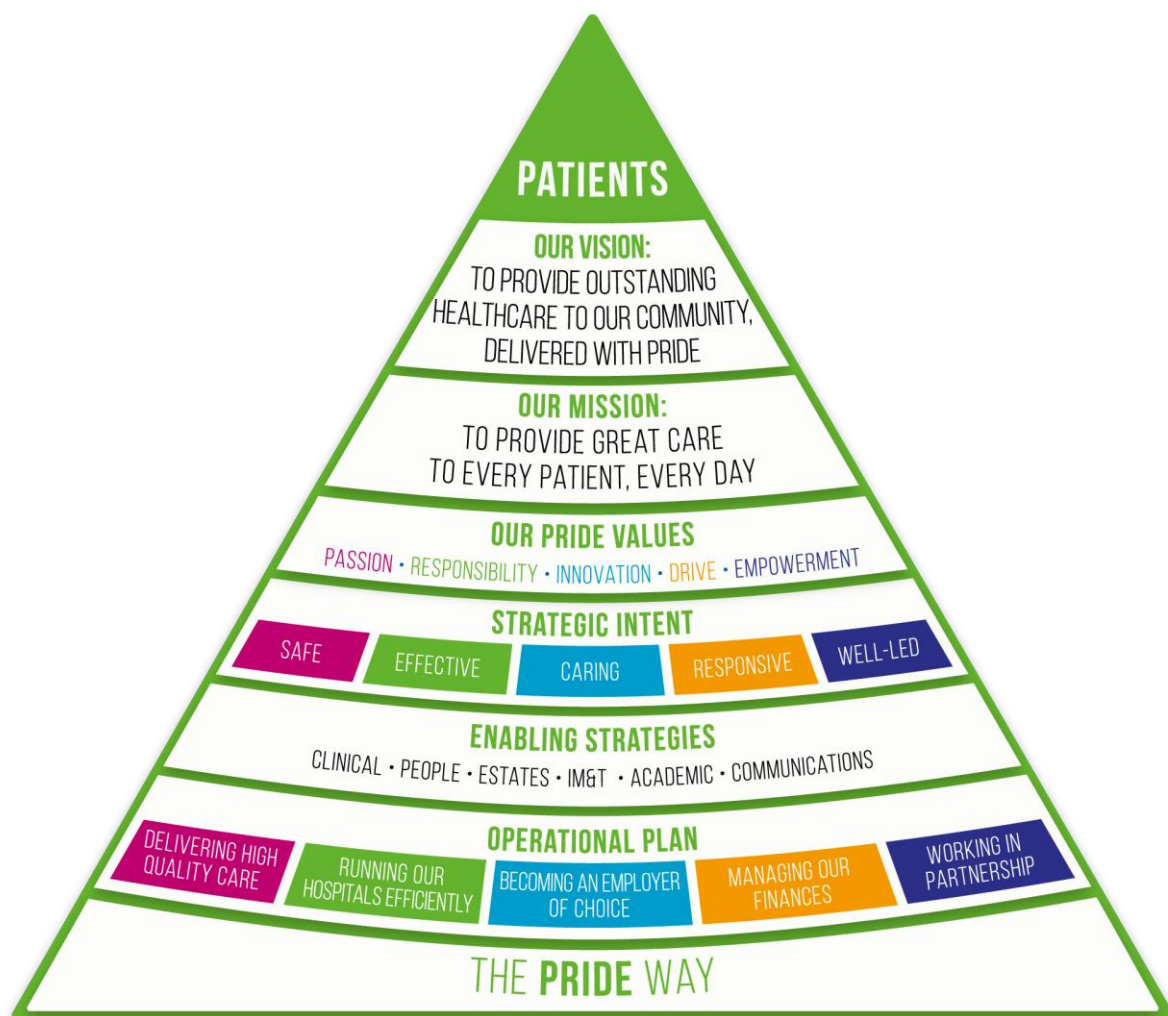 PATIENTS
OUR VISION:
TO PROVIDE OUTSTANDING
HEALTHCARE TO OUR COMMUNITY,
DELIVERED WITH PRIDE
OUR MISSION:
TO PROVIDE GREAT CARE
TO EVERY PATIENT, EVERY DAY
OUR PRIDE VALUES
PASSION • RESPONSIBILITY • INNOVATION • DRIVE • EMPOWERMENT
STRATEGIC INTENT
SAFE
EFFECTIVE
CARING
RESPONSIVE
WELL-LED
ENABLING STRATEGIES
CLINICAL • PEOPLE • ESTATES • IM&T • ACADEMIC • COMMUNICATIONS
OPERATIONAL PLAN
DELIVERING HIGH
QUALITY CARE
RUNNING OUR
HOSPITALS EFFICIENTLY
BECOMING AN EMPLOYER
OF CHOICE
MANAGING OUR
FINANCES
WORKING IN
PARTNERSHIP
THE PRIDE WAY